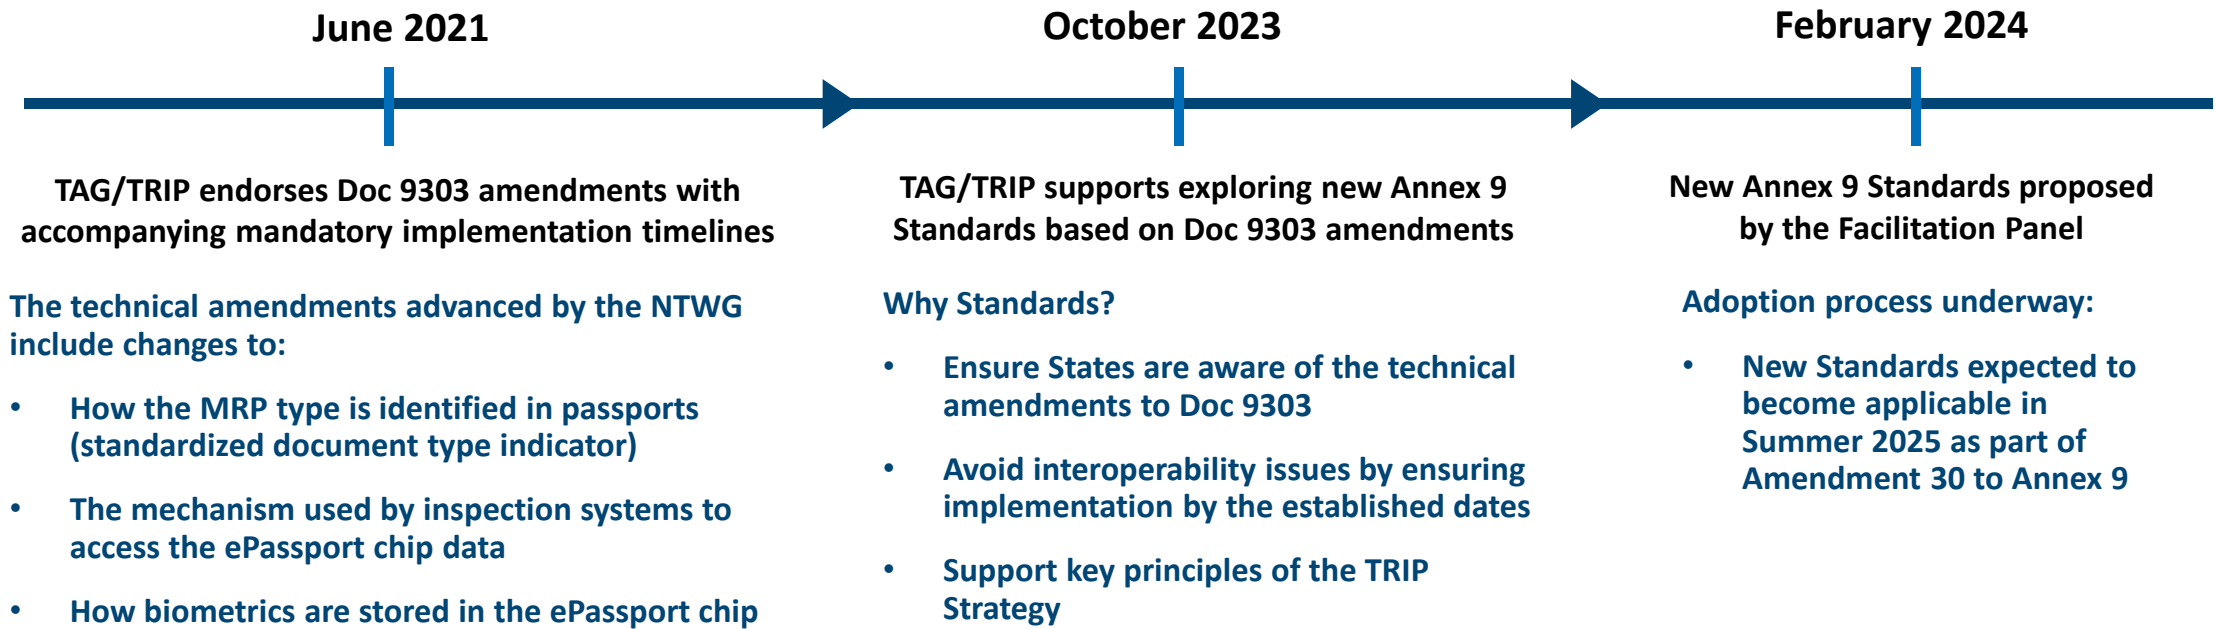 June 2021
TAG/TRIP endorses Doc 9303 amendments with
accompanying mandatory implementation timelines
The technical amendments advanced by the NTWG
include changes to:
• How the MRP type is identified in passports
(standardized document type indicator)
• The mechanism used by inspection systems to
access the ePassport chip data
• How biometrics are stored in the ePassport chip
October 2023
TAG/TRIP supports exploring new Annex 9
Standards based on Doc 9303 amendments
Why Standards?
• Ensure States are aware of the technical
amendments to Doc 9303
• Avoid interoperability issues by ensuring
implementation by the established dates
• Support key principles of the TRIP
Strategy
February 2024
New Annex 9 Standards proposed
by the Facilitation Panel
Adoption process underway:
• New Standards expected to
become applicable in
Summer 2025 as part of
Amendment 30 to Annex 9